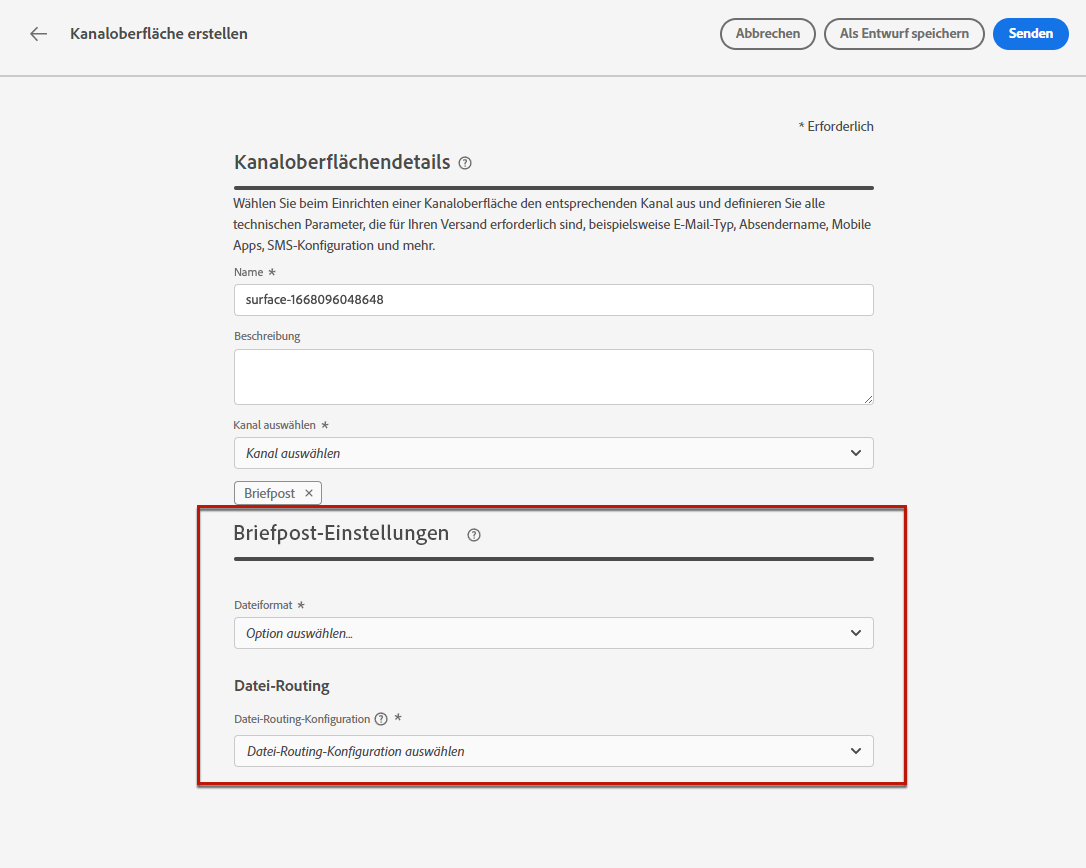 Kanaloberfläche erstellen
Abbrechen
Als Entwurf speichern
Senden
* Erforderlich
Kanaloberflächendetails
Wählen Sie beim Einrichten einer Kanaloberfläche den entsprechenden Kanal aus und definieren Sie alle
technischen Parameter, die für Ihren Versand erforderlich sind, beispielsweise E-Mail-Typ, Absendername, Mobile
Apps, SMS-Konfiguration und mehr.
Name *
surface-1668096048648
Beschreibung
Kanal auswählen *
Kanal auswählen
Briefpost ×
Briefpost-Einstellungen
Dateiformat *
Option auswählen...
Datei-Routing
Datei-Routing-Konfiguration *
Datei-Routing-Konfiguration auswählen